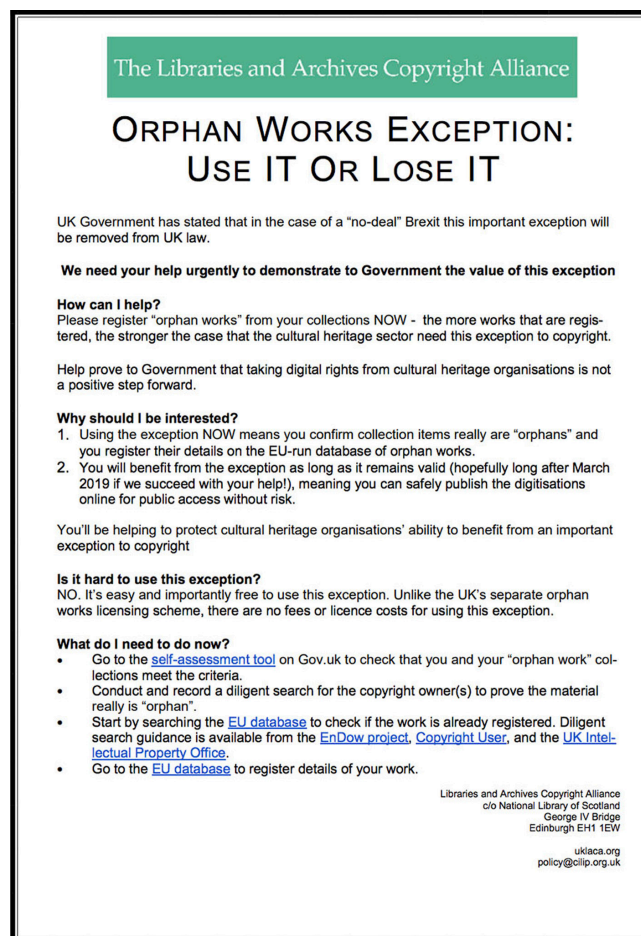 The Libraries and Archives Copyright Alliance
ORPHAN WORKS EXCEPTION:
USE IT OR LOSE IT
UK Government has stated that in the case of a “no-deal” Brexit this important exception will
be removed from UK law.
We need your help urgently to demonstrate to Government the value of this exception
How can I help?
Please register “orphan works” from your collections NOW - the more works that are regis-
tered, the stronger the case that the cultural heritage sector need this exception to copyright.
Help prove to Government that taking digital rights from cultural heritage organisations is not
a positive step forward.
Why should I be interested?
1. Using the exception NOW means you confirm collection items really are “orphans” and
you register their details on the EU-run database of orphan works.
2. You will benefit from the exception as long as it remains valid (hopefully long after March
2019 if we succeed with your help!), meaning you can safely publish the digitisations
online for public access without risk.
You’ll be helping to protect cultural heritage organisations’ ability to benefit from an important
exception to copyright
Is it hard to use this exception?
NO. It’s easy and importantly free to use this exception. Unlike the UK’s separate orphan
works licensing scheme, there are no fees or licence costs for using this exception.
What do I need to do now?
• Go to the self-assessment tool on Gov.uk to check that you and your “orphan work” col-
lections meet the criteria.
• Conduct and record a diligent search for the copyright owner(s) to prove the material
really is “orphan”.
• Start by searching the EU database to check if the work is already registered. Diligent
search guidance is available from the EnDow project, Copyright User, and the UK Intel-
lectual Property Office.
• Go to the EU database to register details of your work.
Libraries and Archives Copyright Alliance
c/o National Library of Scotland
George IV Bridge
Edinburgh EH1 1EW
uklaca.org
policy@cilip.org.uk